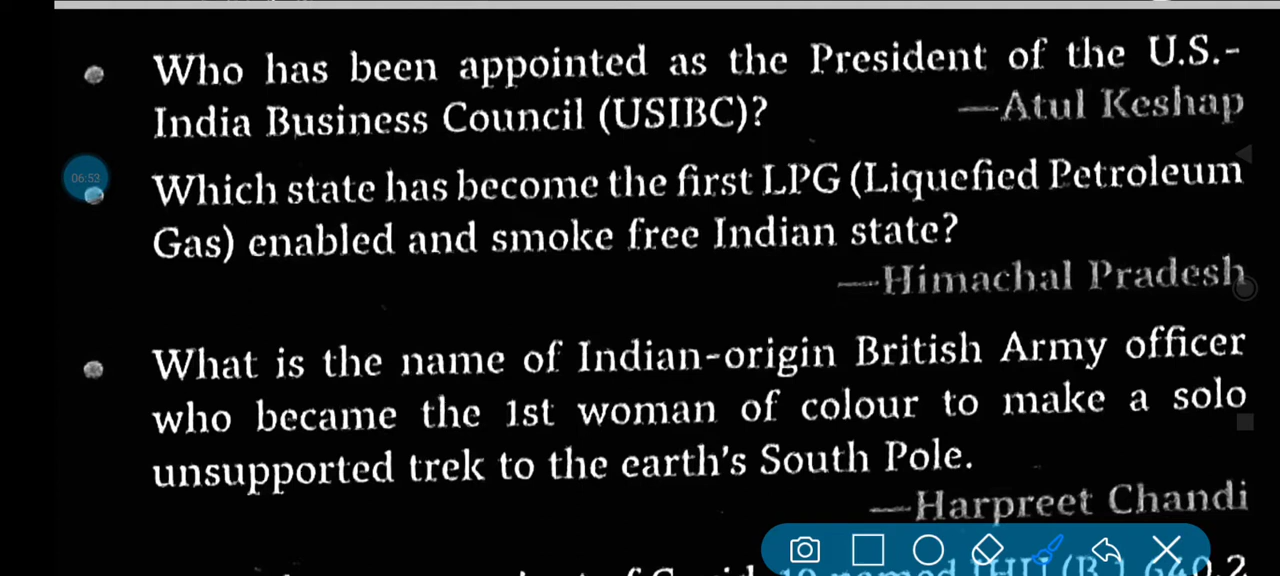 Who has been appointed as the President of the U.S.-
India Business Council (USIBC)? —Atul Keshap
06:53
Which state has become the first LPG (Liquefied Petroleum
Gas) enabled and smoke free Indian state?
—Himachal Pradesh
What is the name of Indian-origin British Army officer
who became the 1st woman of colour to make a solo
unsupported trek to the earth's South Pole.
—Harpreet Chandi